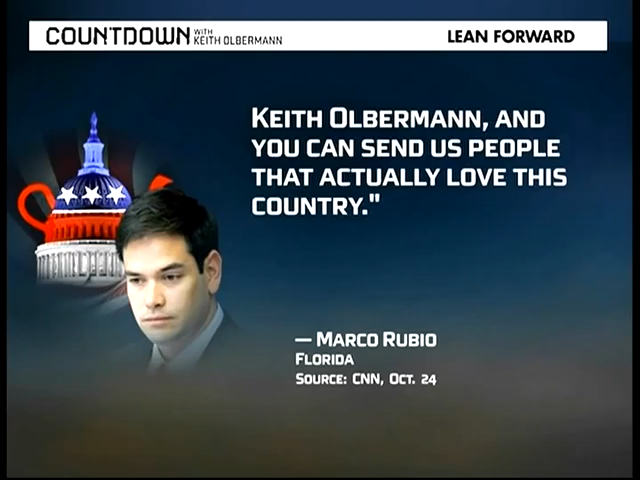 COUNTDOWN WITH KEITH OLBERMANN LEAN FORWARD
KEITH OLBERMANN, AND
YOU CAN SEND US PEOPLE
THAT ACTUALLY LOVE THIS
COUNTRY."
— MARCO RUBIO
FLORIDA
SOURCE: CNN, OCT. 24